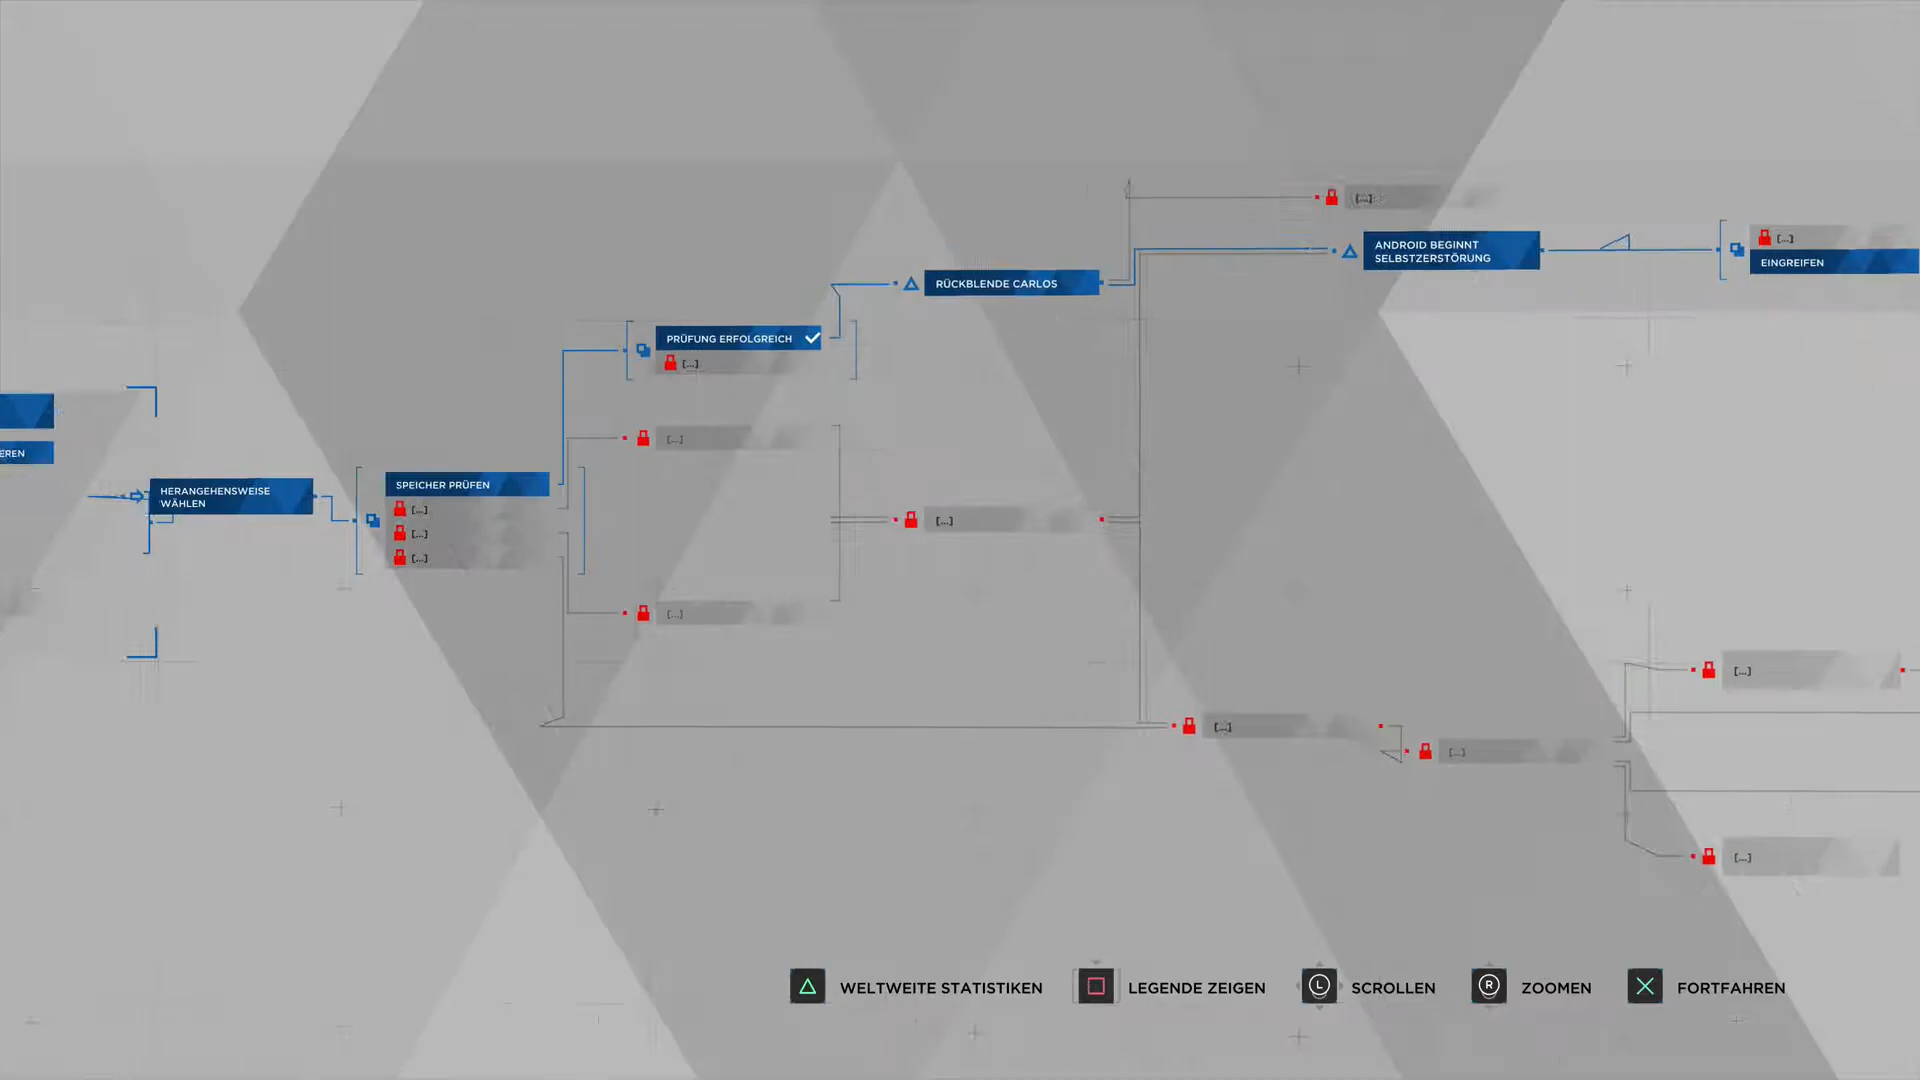 [...]
ANDROID BEGINNT
SELBSTZERSTÖRUNG
[...]
EINGREIFEN
RÜCKBLENDE CARLOS
PRÜFUNG ERFOLGREICH
[...]
[...]
EREN
HERANGEHENSWEISE
WÄHLEN
SPEICHER PRÜFEN
[...]
[...]
[...]
[...]
[...]
[...]
[...]
[...]
[...]
WELTWEITE STATISTIKEN
LEGENDE ZEIGEN
L SCROLLEN
R ZOOMEN
FORTFAHREN